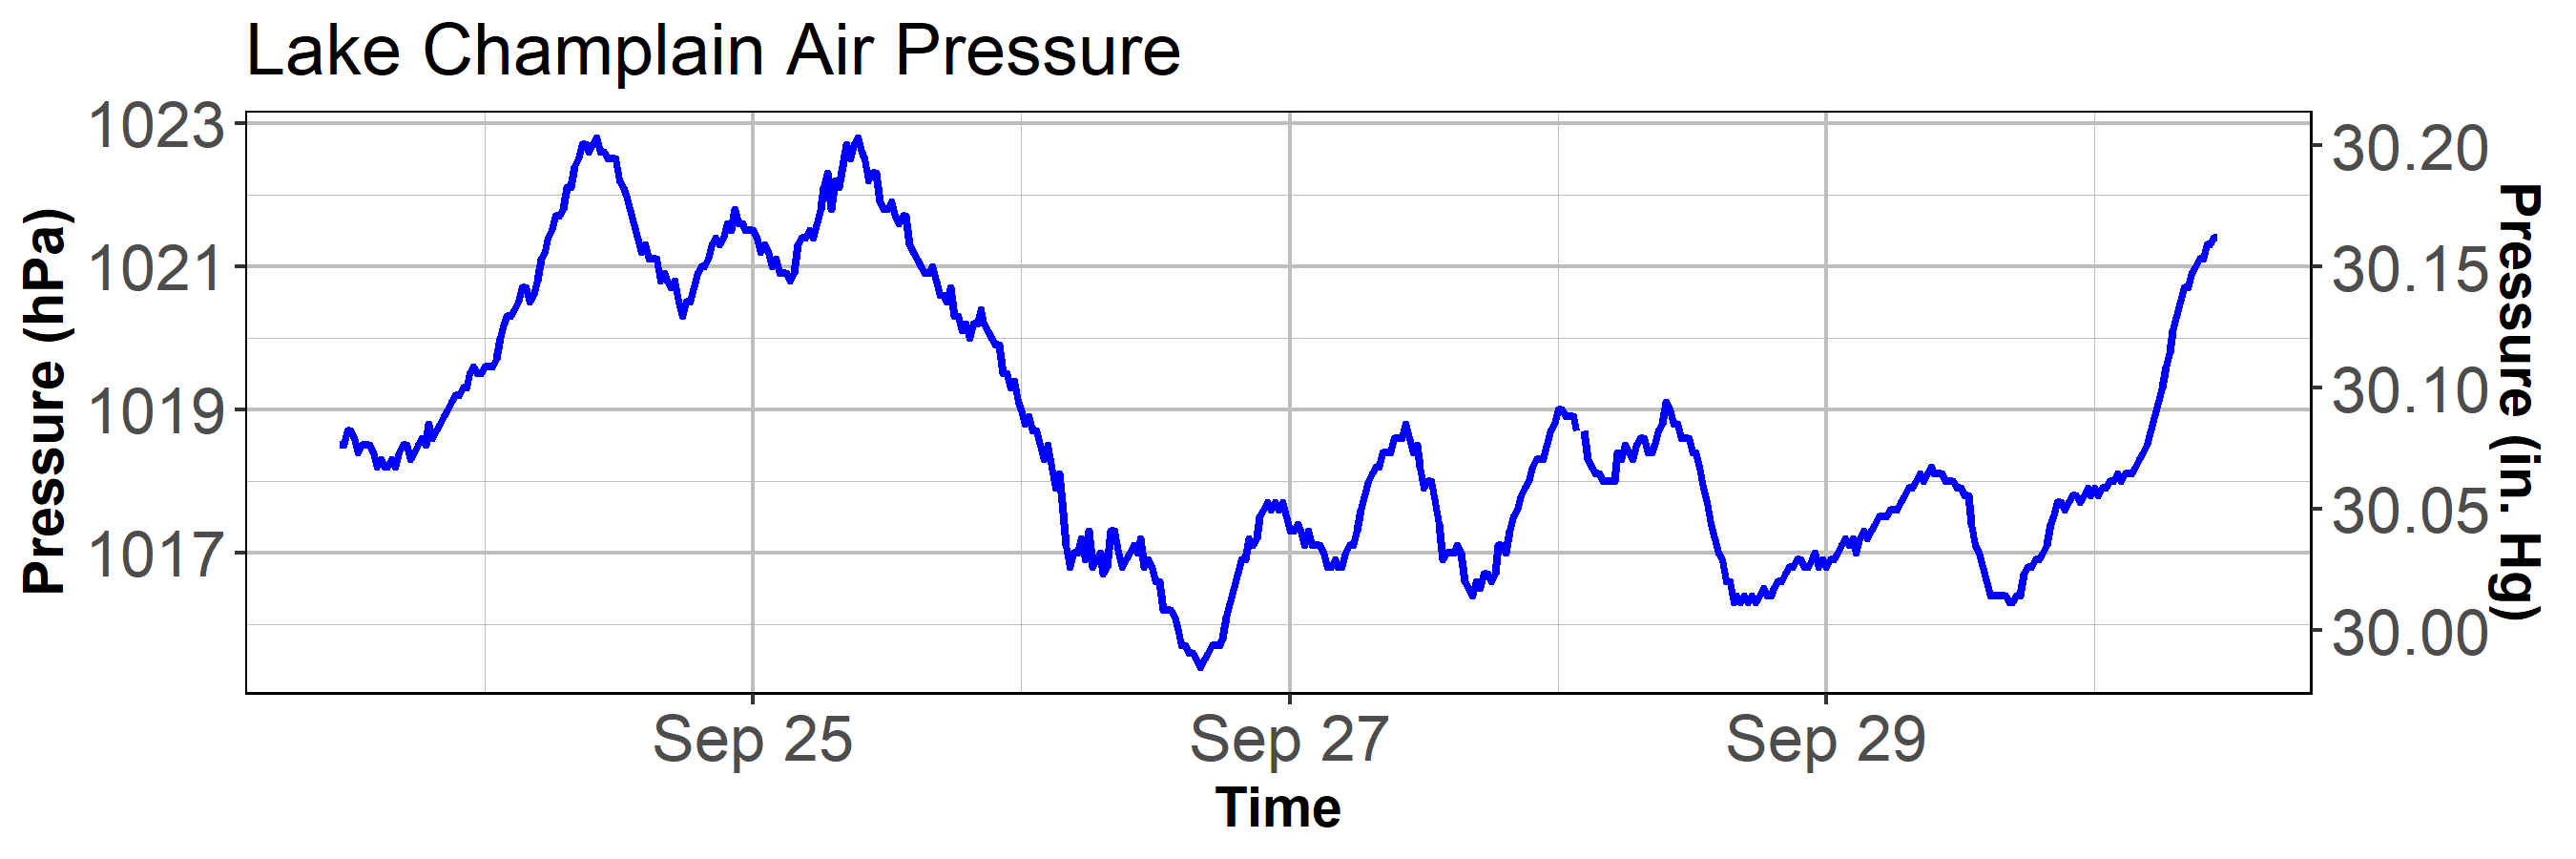 Lake Champlain Air Pressure
1023
1021
1019
1017
Pressure (hPa)
30.20
30.15
30.10
30.05
30.00
Pressure (in. Hg)
Sep 25
Sep 27
Sep 29
Time